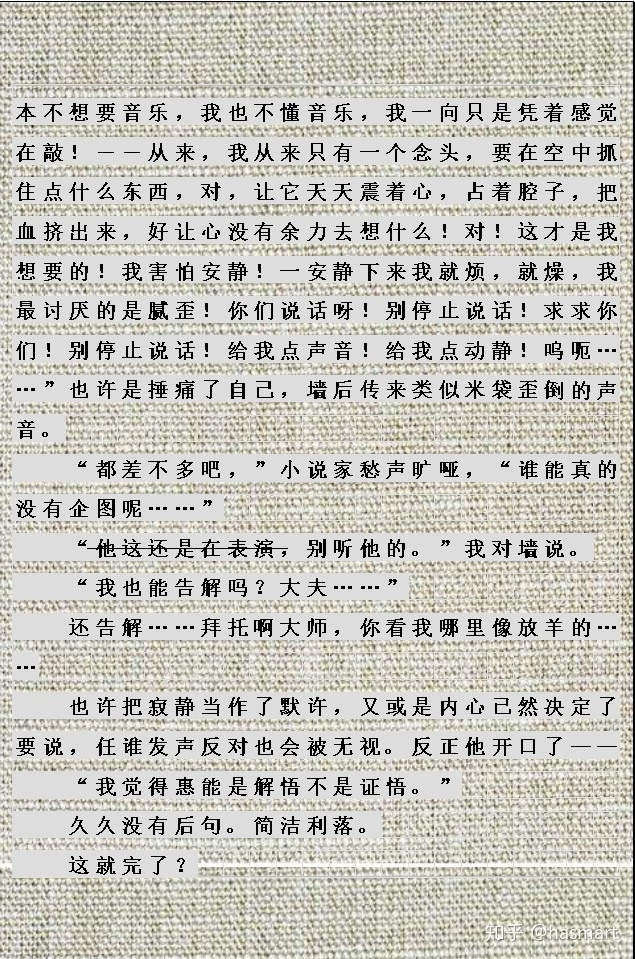 本不想要音乐，我也不懂音乐，我一向只是凭着感觉
在敲！——从来，我从来只有一个念头，要在空中抓
住点什么东西，对，让它天天震着心，占着腔子，把
血挤出来，好让心没有余力去想什么！对！这才是我
想要的！我害怕安静！一安静下来我就烦，就燥，我
最讨厌的是腻歪！你们说话呀！别停止说话！求求你
们！别停止说话！给我点声音！给我点动静！呜呃…
…”也许是捶痛了自己，墙后传来类似米袋歪倒的声
音。
“都差不多吧，”小说家愁声旷哑，“谁能真的
没有企图呢……”
“他这还是在表演，别听他的。”我对墙说。
“我也能告解吗？大夫……”
还告解……拜托啊大师，你看我哪里像放羊的…
…
也许把寂静当作了默许，又或是内心已然决定了
要说，任谁发声反对也会被无视。反正他开口了——
“我觉得惠能是解悟不是证悟。”
久久没有后句。简洁利落。
这就完了？
知乎 @hasmart